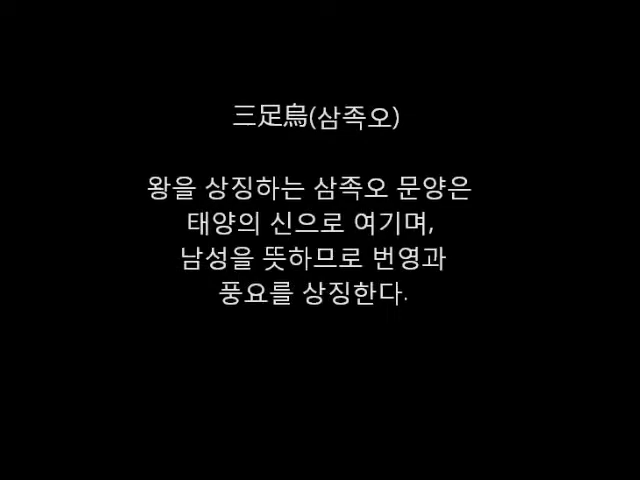 三足烏(삼족오)
왕을 상징하는 삼족오 문양은
태양의 신으로 여기며,
남성을 뜻하므로 번영과
풍요를 상징한다.